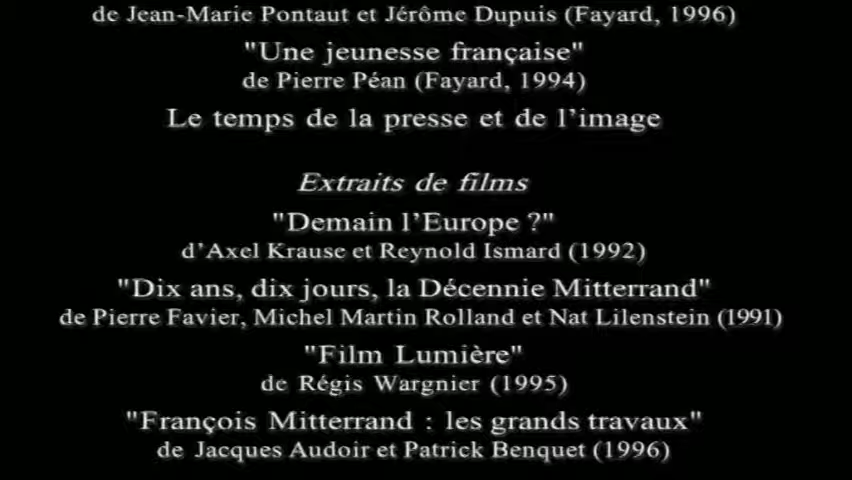 de Jean-Marie Pontaut et Jérôme Dupuis (Fayard, 1996)
"Une jeunesse française"
de Pierre Péan (Fayard, 1994)
Le temps de la presse et de l'image
Extraits de films
"Demain l'Europe ?"
d'Axel Krause et Reynold Ismard (1992)
"Dix ans, dix jours, la Décennie Mitterrand"
de Pierre Favier, Michel Martin Rolland et Nat Lilenstein (1991)
"Film Lumière"
de Régis Wargnier (1995)
"François Mitterrand : les grands travaux"
de Jacques Audoir et Patrick Benquet (1996)